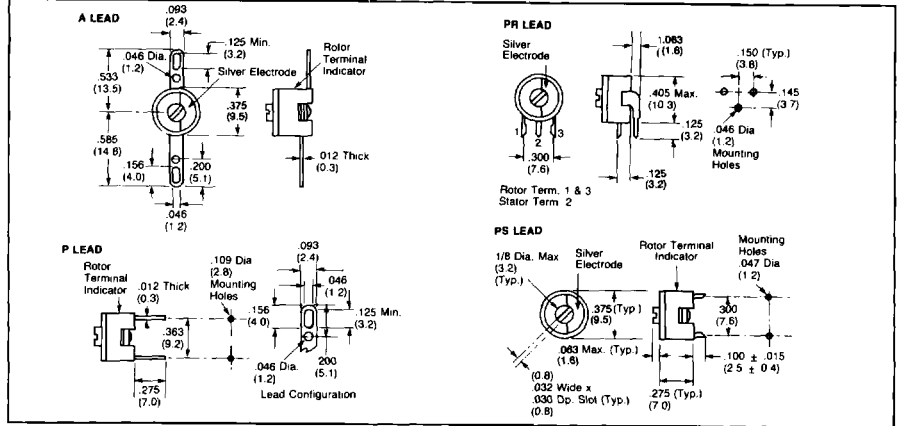 A LEAD
.093
(2.4)
.125 Min.
(3.2)
.046 Dia.
(1.2)
Rotor
Terminal
Indicator
Silver Electrode
.533
(13.5)
.375
(9.5)
.585
(14.8)
.156
(4.0)
.200
(5.1)
.012 Thick
(0.3)
.046
(1 2)
PR LEAD
Silver
Electrode
1.063
(1.6)
.150 (Typ.)
(3.8)
.405 Max.
(10 3)
.145
(3 7)
.125
(3.2)
1
2
3
.046 Dia
(1.2)
Mounting
Holes
.300
(7.6)
.125
(3.2)
Rotor Term. 1 & 3
Stator Term 2
P LEAD
Rotor
Terminal
Indicator
.012 Thick
(0.3)
.109 Dia
(2.8)
Mounting
Holes
.093
(2.4)
.046
(1 2)
.156
(4 0)
.125 Min.
(3.2)
.363
(9.2)
.046 Dia.
(1.2)
.200
(5.1)
.275
(7.0)
Lead Configuration
PS LEAD
1/8 Dia. Max
(3.2)
(Typ.)
Silver
Electrode
Rotor Terminal
Indicator
Mounting
Holes
.047 Dia
(1.2)
.375 (Typ)
(9.5)
.300
(7.6)
.063 Max. (Typ.)
(1.6)
.100 ± .015
(2 5 ± 0 4)
(0.8)
.032 Wide x
.030 Dp. Slot (Typ.)
(0.8)
.275 (Typ.)
(7 0)